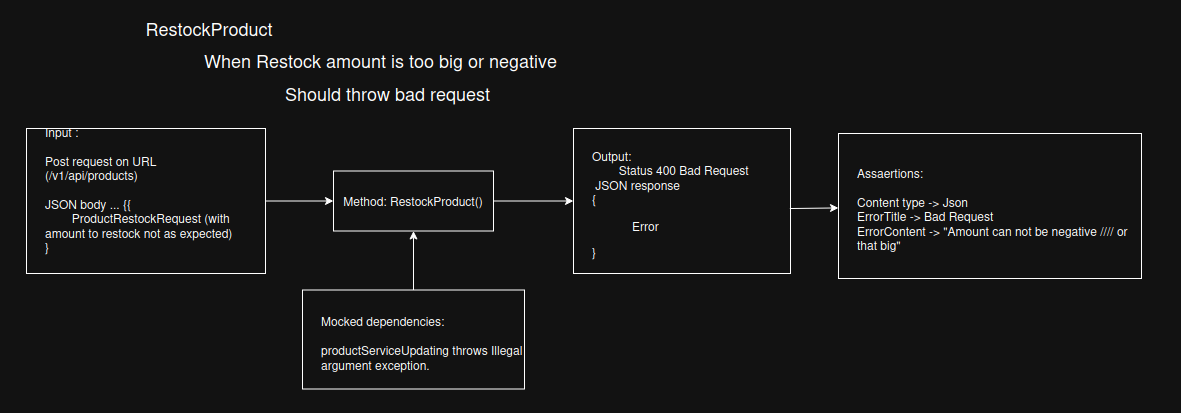 RestockProduct
When Restock amount is too big or negative
Should throw bad request
Input :
Post request on URL
(/v1/api/products)
JSON body ... {{
ProductRestockRequest (with
amount to restock not as expected)
}
Method: RestockProduct()
Mocked dependencies:
productServiceUpdating throws Illegal
argument exception.
Output:
Status 400 Bad Request
JSON response
{
Error
}
Assaertions:
Content type -> Json
ErrorTitle -> Bad Request
ErrorContent -> "Amount can not be negative //// or
that big"